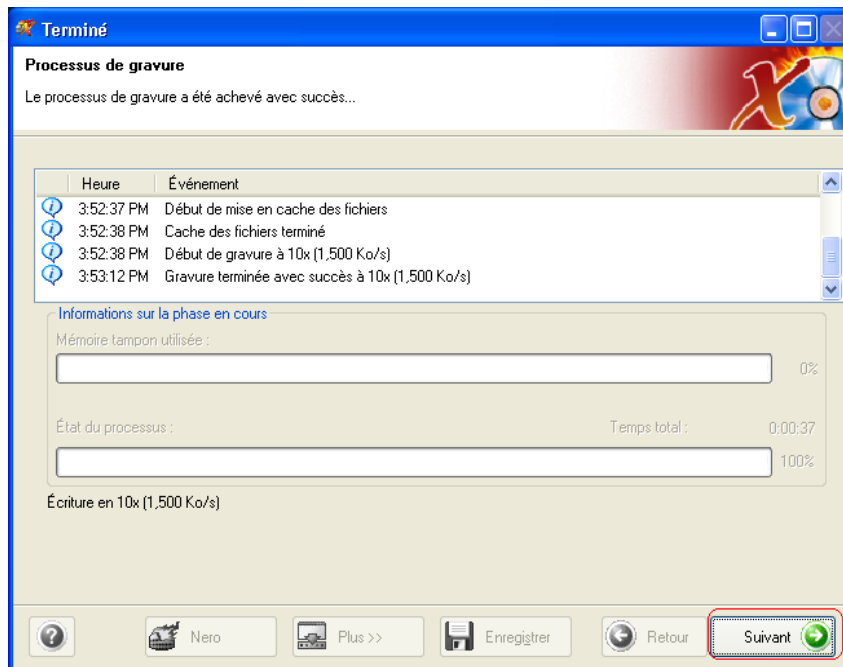 Terminé
Processus de gravure
Le processus de gravure a été achevé avec succès...
Heure Événement
3:52:37 PM Début de mise en cache des fichiers
3:52:38 PM Cache des fichiers terminé
3:52:38 PM Début de gravure à 10x (1,500 Ko/s)
3:53:12 PM Gravure terminée avec succès à 10x (1,500 Ko/s)
Informations sur la phase en cours
Mémoire tampon utilisée :
0%
État du processus : Temps total : 0:00:37
100%
Écriture en 10x (1,500 Ko/s)
Nero Plus >> Enregistrer Retour Suivant